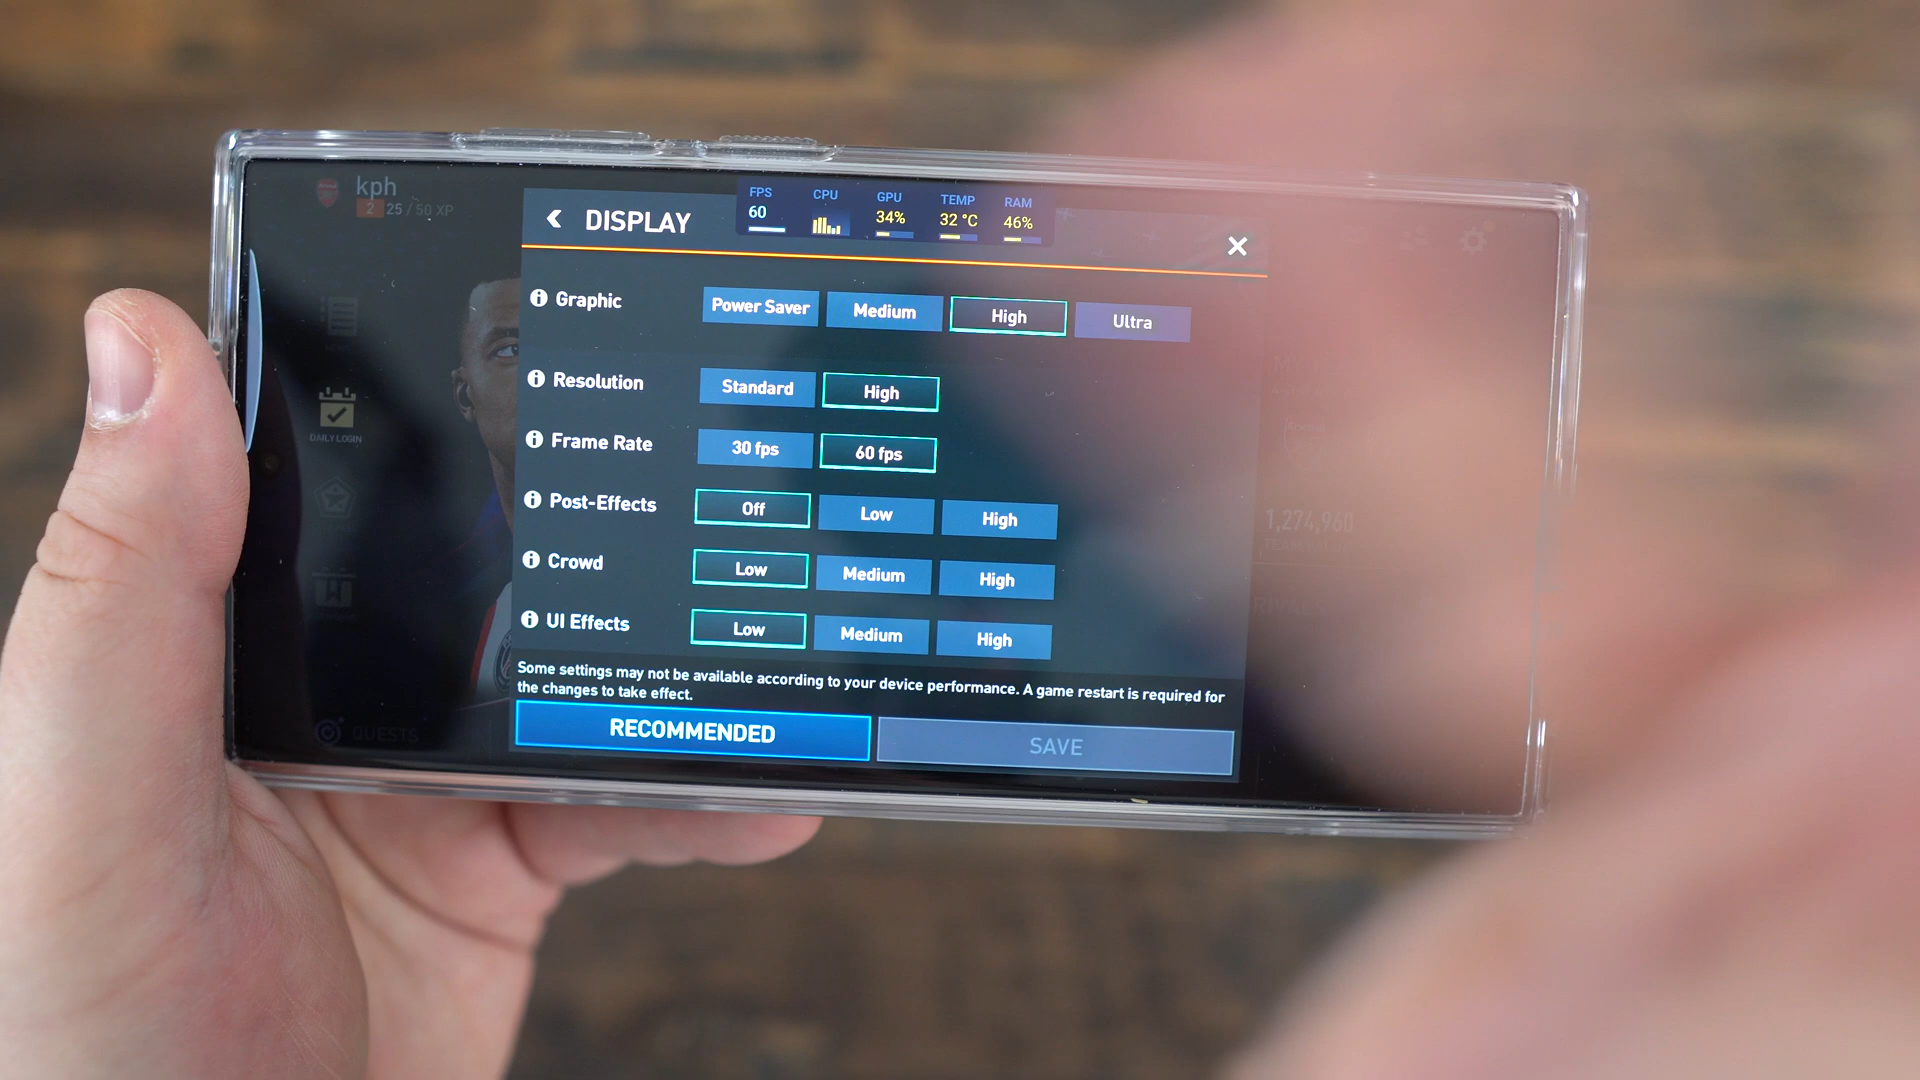 kph
2 25 / 50 XP
FPS CPU GPU TEMP RAM
60 34% 32 °C 46%
DISPLAY
Graphic Power Saver Medium High Ultra
Resolution Standard High
Frame Rate 30 fps 60 fps
Post-Effects Off Low High
Crowd Low Medium High
UI Effects Low Medium High
Some settings may not be available according to your device performance. A game restart is required for
the changes to take effect.
RECOMMENDED SAVE
DAILY LOGIN
QUESTS
1,274,960
RIVALS